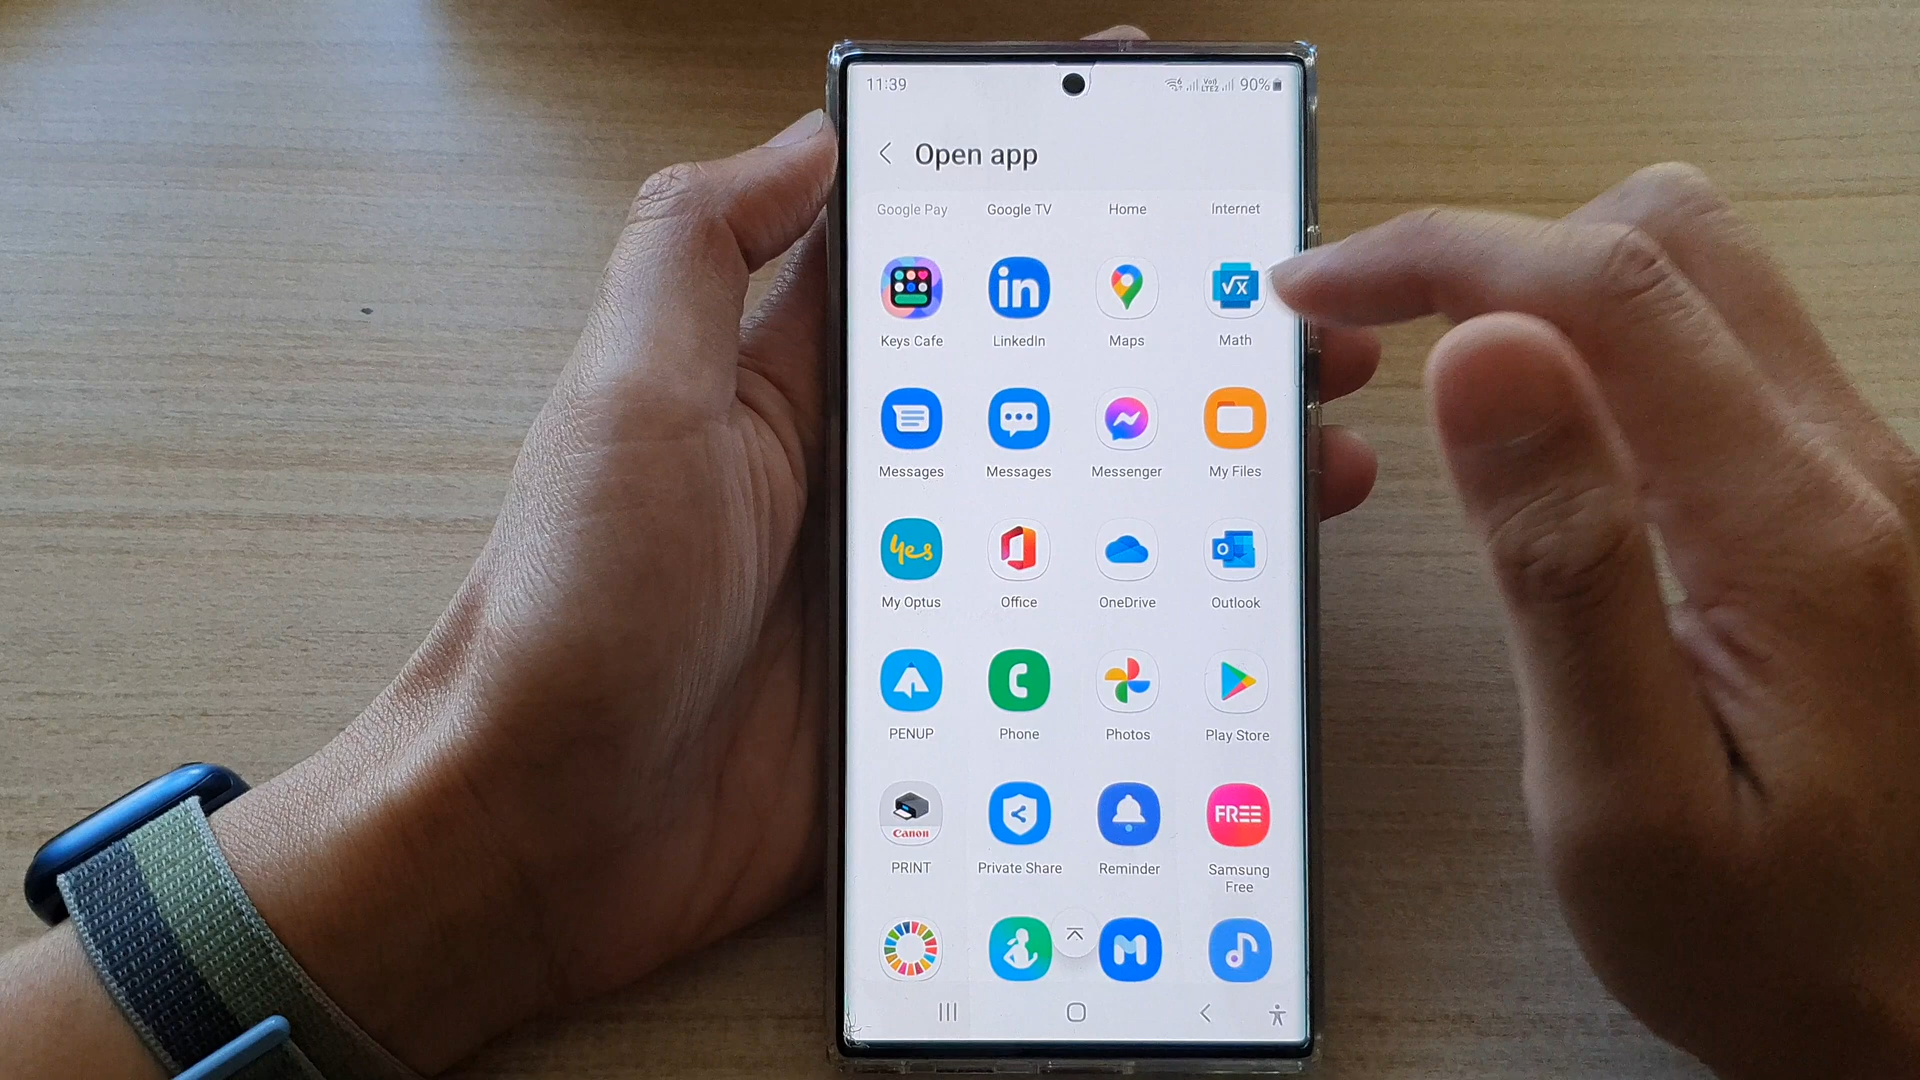 11:39
90%
Open app
Google Pay Google TV Home Internet
in √x
Keys Cafe LinkedIn Maps Math
Messages Messages Messenger My Files
yes O
My Optus Office OneDrive Outlook
PENUP Phone Photos Play Store
Canon FREE
PRINT Private Share Reminder Samsung
Free